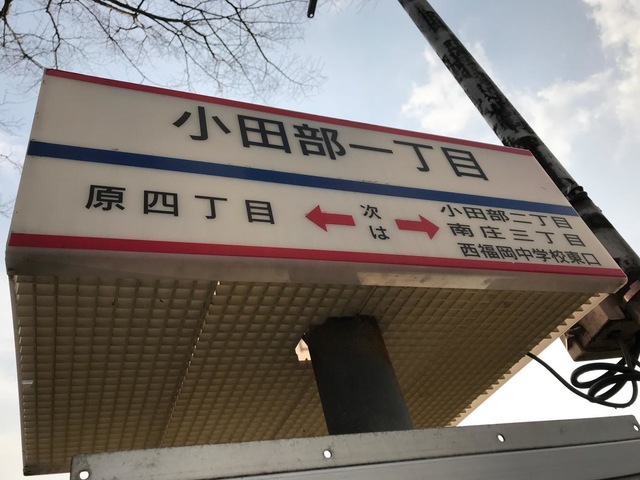 小田部一丁目
原四丁目
次は
小田部二丁目
南庄三丁目
西福岡中学校東口